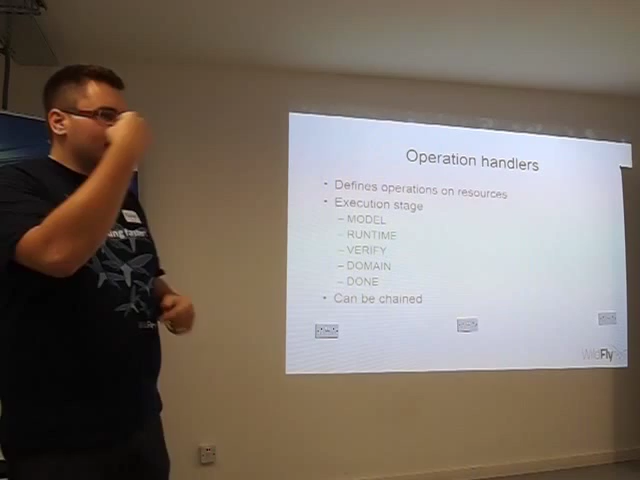 Operation handlers
• Defines operations on resources
• Execution stage
– MODEL
– RUNTIME
– VERIFY
– DOMAIN
– DONE
• Can be chained
WildFly